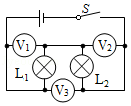 S
V₁ V₂
L₁ L₂
V₃